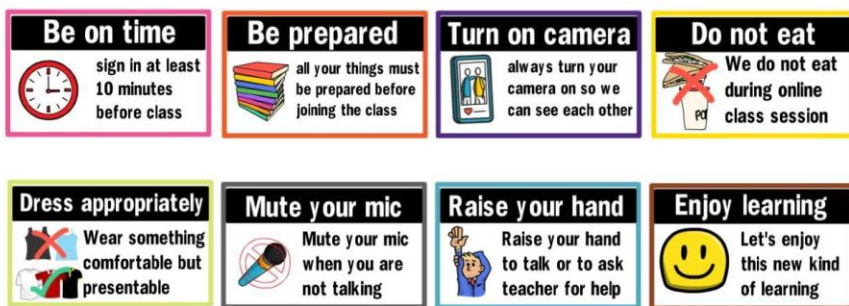 Be on time
sign in at least
10 minutes
before class
Be prepared
all your things must
be prepared before
joining the class
Turn on camera
always turn your
camera on so we
can see each other
Do not eat
We do not eat
during online
class session
Dress appropriately
Wear something
comfortable but
presentable
Mute your mic
Mute your mic
when you are
not talking
Raise your hand
Raise your hand
to talk or to ask
teacher for help
Enjoy learning
Let's enjoy
this new kind
of learning